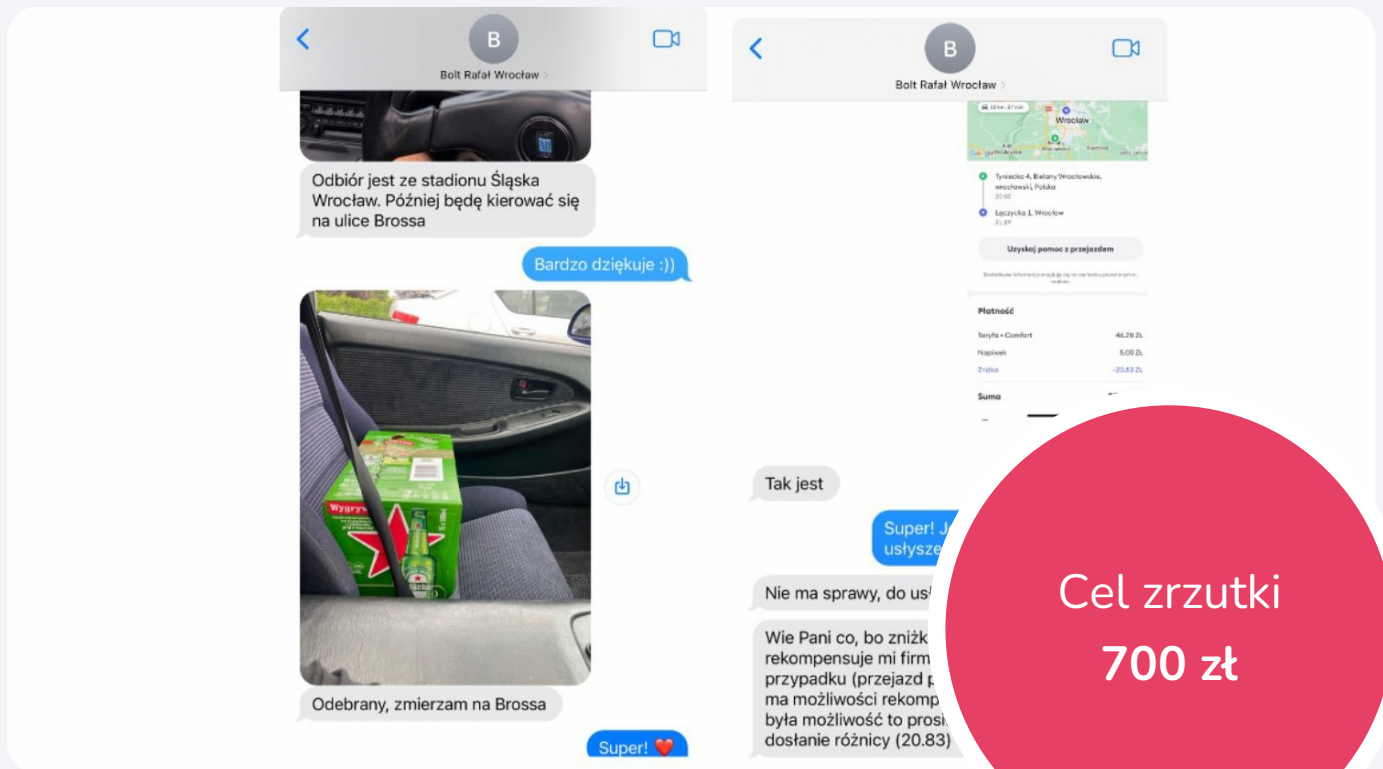 B
Bolt Rafał Wrocław
Odbiór jest ze stadionu Śląska
Wrocław. Później będę kierować się
na ulice Brossa
Bardzo dziękuje :))
Wygryw
Odebrany, zmierzam na Brossa
Super! ❤️
B
Bolt Rafał Wrocław
Wrocław
Tyniecka 4, Bielany Wrocławskie,
wrocławski, Polska
Łęczycka 1, Wrocław
Uzyskaj pomoc z przejazdem
Płatność
Taryfa • Comfort 46.28 ZŁ
Napiwek 5.00 ZŁ
Zniżka -20.83 ZŁ
Suma
Tak jest
Super! J
usłysze
Nie ma sprawy, do us
Wie Pani co, bo zniżk
rekompensuje mi firm
przypadku (przejazd p
ma możliwości rekomp
była możliwość to prosi
dosłanie różnicy (20.83)
Cel zrzutki
700 zł